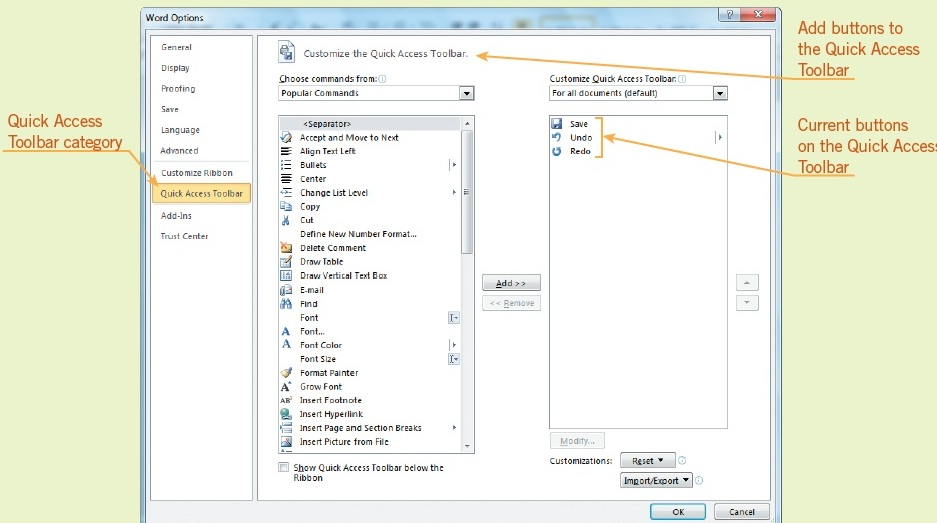 Word Options
Add buttons to
the Quick Access
Toolbar
General
Display
Proofing
Save
Language
Advanced
Customize Ribbon
Quick Access Toolbar
Add-Ins
Trust Center
Quick Access
Toolbar category
Customize the Quick Access Toolbar.
Choose commands from:
Popular Commands
<Separator>
Accept and Move to Next
Align Text Left
Bullets
Center
Change List Level
Copy
Cut
Define New Number Format...
Delete Comment
Draw Table
Draw Vertical Text Box
E-mail
Find
Font
Font...
Font Color
Font Size
Format Painter
Grow Font
Insert Footnote
Insert Hyperlink
Insert Page and Section Breaks
Insert Picture from File
Show Quick Access Toolbar below the
Ribbon
Add >>
<< Remove
Customize Quick Access Toolbar:
For all documents (default)
Save
Undo
Redo
Current buttons
on the Quick Access
Toolbar
Modify...
Customizations:
Reset
Import/Export
OK
Cancel